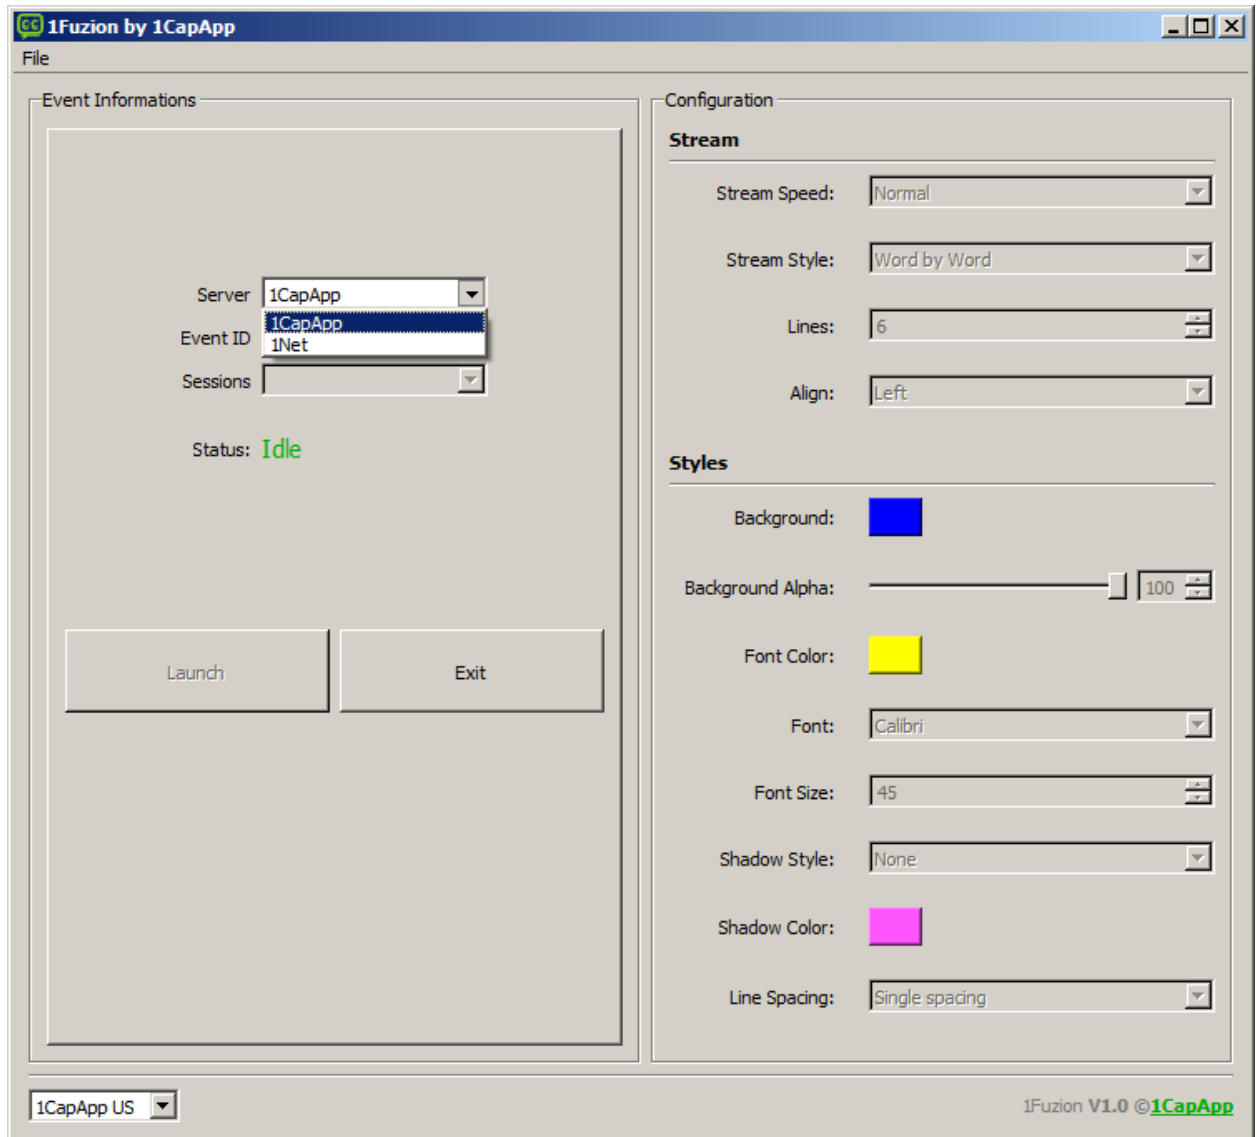 1Fuzion by 1CapApp
File
Event Informations
Server 1CapApp
1CapApp
1Net
Event ID
Sessions
Status: Idle
Launch
Exit
Configuration
Stream
Stream Speed: Normal
Stream Style: Word by Word
Lines: 6
Align: Left
Styles
Background:
Background Alpha: 100
Font Color:
Font: Calibri
Font Size: 45
Shadow Style: None
Shadow Color:
Line Spacing: Single spacing
1CapApp US
1Fuzion V1.0 ©1CapApp